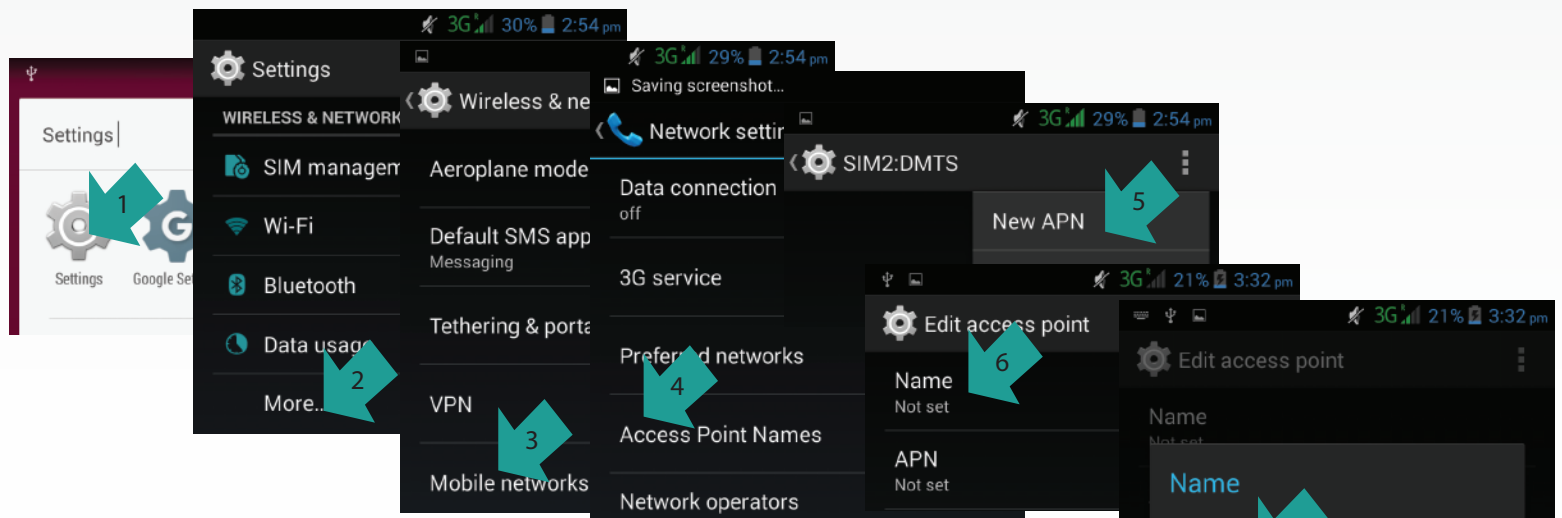 Settings
1
Settings
Google Set
3G 30% 2:54 pm
Settings
WIRELESS & NETWORK
SIM managem
Wi-Fi
Bluetooth
Data usage
More...
2
Wireless & ne
Aeroplane mode
Default SMS app
Messaging
Tethering & porta
VPN
3
Mobile networks
3G 29% 2:54 pm
Saving screenshot...
Network settin
Data connection
off
3G service
Preferred networks
4
Access Point Names
Network operators
3G 29% 2:54 pm
SIM2:DMTS
5
New APN
3G 21% 3:32 pm
Edit access point
6
Name
Not set
APN
Not set
3G 21% 3:32 pm
Edit access point
Name
Not set
Name